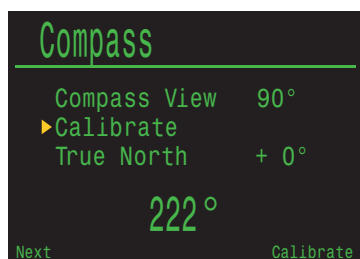 Compass
Compass View 90°
Calibrate
True North + 0°
222°
Next Calibrate